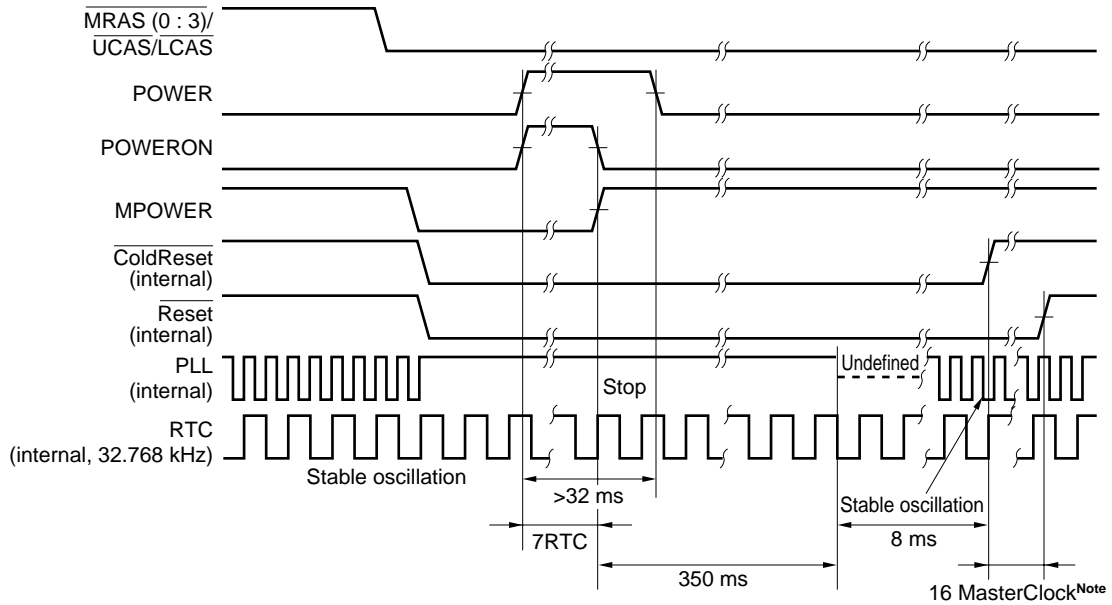 MRAS (0 : 3)/
UCAS/LCAS
POWER
POWERON
MPOWER
ColdReset
(internal)
Reset
(internal)
PLL
(internal)
Undefined
Stop
RTC
(internal, 32.768 kHz)
Stable oscillation
>32 ms
Stable oscillation
7RTC
8 ms
350 ms
16 MasterClockNote